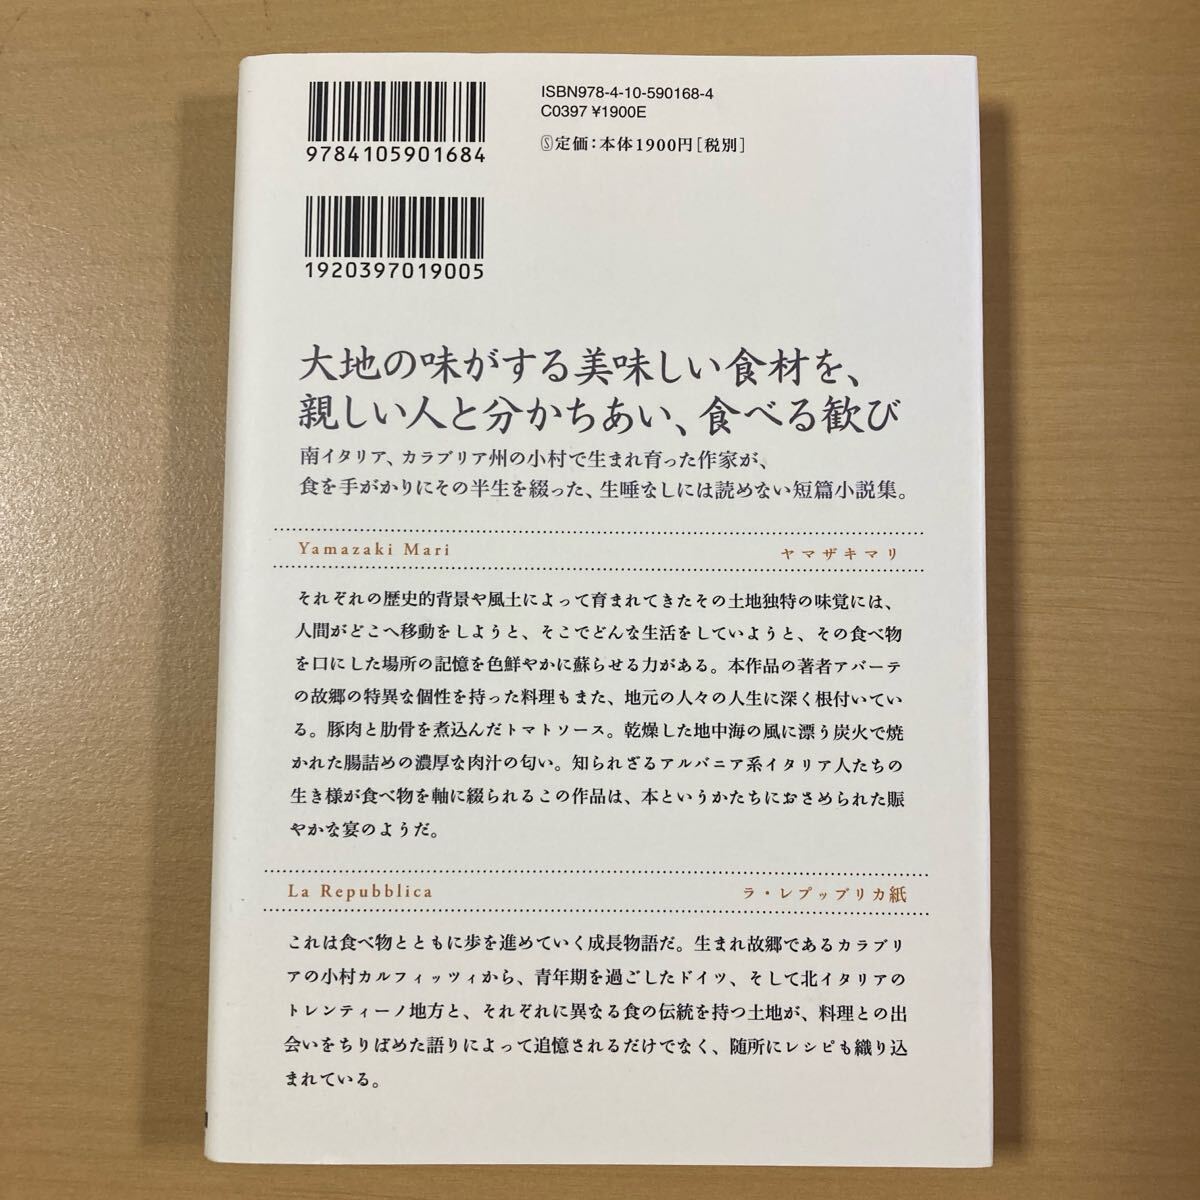 9784105901684
ISBN978-4-10-590168-4
C0397 ¥1900E
Ⓢ定価:本体1900円[税別]
1920397019005
大地の味がする美味しい食材を、
親しい人と分かちあい、食べる歓び
南イタリア、カラブリア州の小村で生まれ育った作家が、
食を手がかりにその半生を綴った、生唾なしには読めない短篇小説集。
Yamazaki Mari ヤマザキマリ
それぞれの歴史的背景や風土によって育まれてきたその土地独特の味覚には、
人間がどこへ移動をしようと、そこでどんな生活をしていようと、その食べ物
を口にした場所の記憶を色鮮やかに蘇らせる力がある。本作品の著者アバーテ
の故郷の特異な個性を持った料理もまた、地元の人々の人生に深く根付いてい
る。豚肉と肋骨を煮込んだトマトソース。乾燥した地中海の風に漂う炭火で焼
かれた腸詰めの濃厚な肉汁の匂い。知られざるアルバニア系イタリア人たちの
生き様が食べ物を軸に綴られるこの作品は、本というかたちにおさめられた賑
やかな宴のようだ。
La Repubblica ラ・レプッブリカ紙
これは食べ物とともに歩を進めていく成長物語だ。生まれ故郷であるカラブリ
アの小村カルフィッツィから、青年期を過ごしたドイツ、そして北イタリアの
トレンティーノ地方と、それぞれに異なる食の伝統を持つ土地が、料理との出
会いをちりばめた語りによって追憶されるだけでなく、随所にレシピも織り込
まれている。